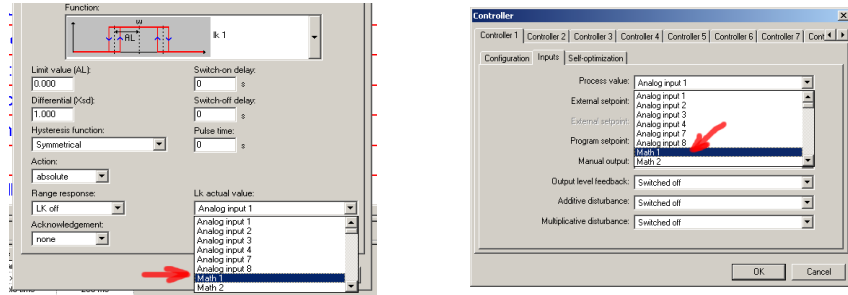 Function:
w
AL
lk 1
Limit value (AL):
Switch-on delay:
0.000
0 s
Differential (Xsd):
Switch-off delay:
1.000
0 s
Hysteresis function:
Pulse time:
Symmetrical
0 s
Action:
absolute
Range response:
Lk actual value:
LK off
Analog input 1
Acknowledgement:
none
Analog input 1
Analog input 2
Analog input 3
Analog input 4
Analog input 7
Analog input 8
Math 1
Math 2
Controller
Controller 1 Controller 2 Controller 3 Controller 4 Controller 5 Controller 6 Controller 7
Configuration Inputs Self-optimization
Process value: Analog input 1
External setpoint:
External setpoint:
Program setpoint:
Manual output:
Analog input 1
Analog input 2
Analog input 3
Analog input 4
Analog input 7
Analog input 8
Math 1
Math 2
Output level feedback: Switched off
Additive disturbance: Switched off
Multiplicative disturbance: Switched off
OK Cancel